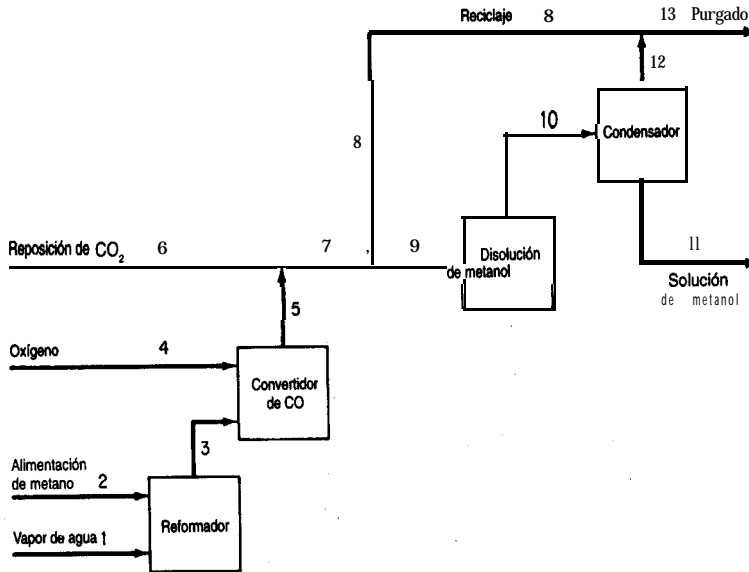 Reciclaje 8 13 Purgado
12
10
Condensador
8
Reposición de CO₂ 6 7 , 9
Disolución
de metanol
ll
Solución
de metanol
5
Oxígeno 4
Convertidor
de CO
3
Alimentación
de metano 2
Reformador
Vapor de agua 1